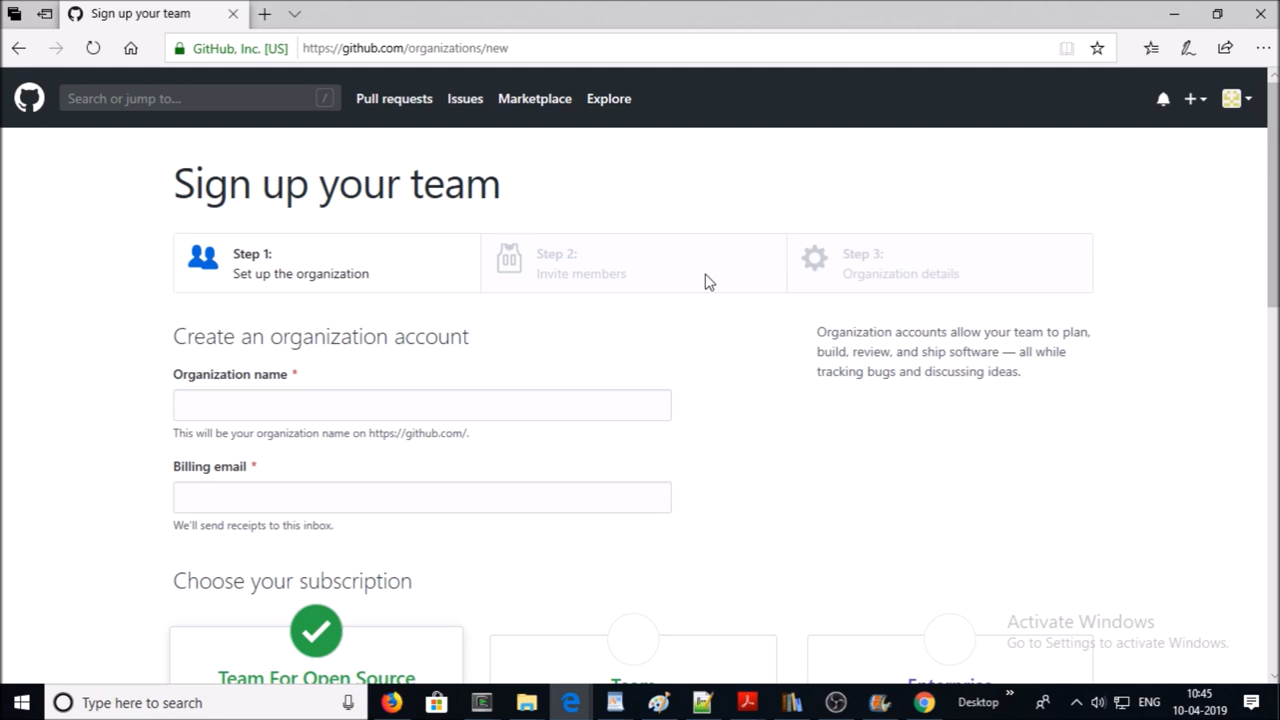 Sign up your team
GitHub, Inc. [US]
https://github.com/organizations/new
Search or jump to...
/
Pull requests
Issues
Marketplace
Explore
Sign up your team
Step 1:
Set up the organization
Step 2:
Invite members
Step 3:
Organization details
Create an organization account
Organization accounts allow your team to plan,
build, review, and ship software — all while
tracking bugs and discussing ideas.
Organization name *
This will be your organization name on https://github.com/.
Billing email *
We'll send receipts to this inbox.
Choose your subscription
Team For Open Source
Team
Enterprise
Activate Windows
Go to Settings to activate Windows.
Type here to search
Desktop
ENG
10:45
10-04-2019